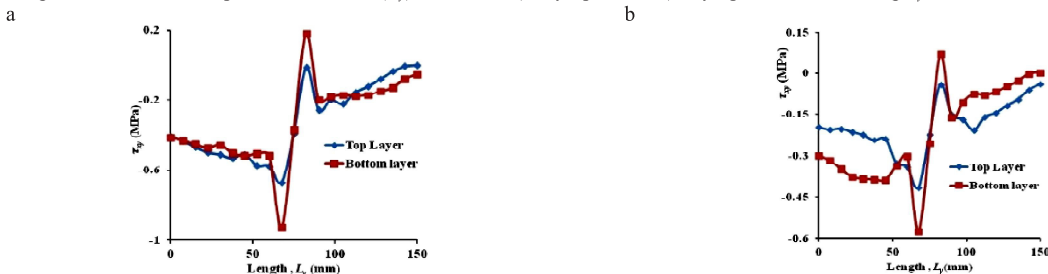 a
b
0.2
-0.2
0.6
-1
τxy (MPa)
0
50
100
150
Length , Lx (mm)
Top Layer
Bottom layer
0.15
0
-0.15
-0.3
-0.45
-0.6
τxy (MPa)
0
50
100
150
Length , Ly(mm)
Top Layer
Bottom layer